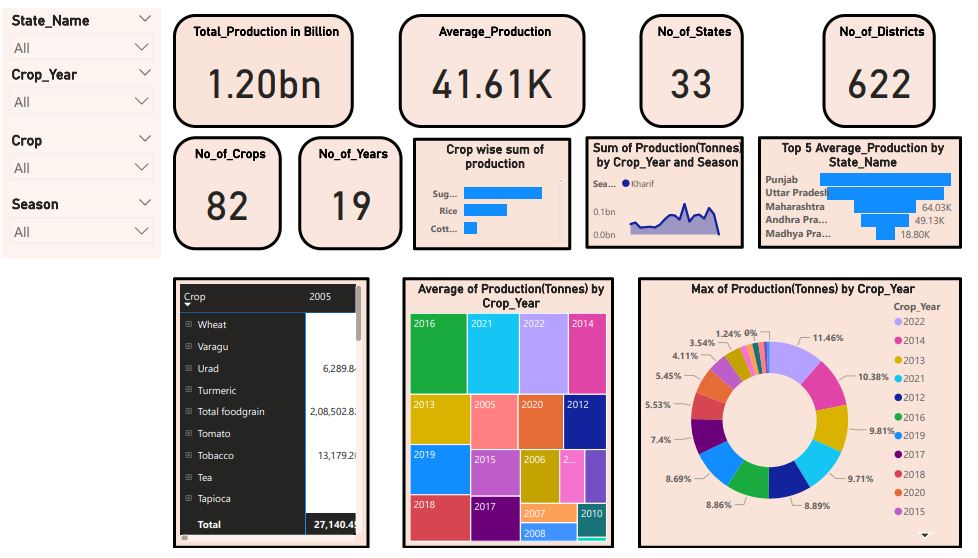 State_Name
All
Crop_Year
All
Crop
All
Season
All
Total_Production in Billion
1.20bn
Average_Production
41.61K
No_of_States
33
No_of_Districts
622
No_of_Crops
82
No_of_Years
19
Crop wise sum of
production
Sug...
Rice
Cott...
Sum of Production(Tonnes)
by Crop_Year and Season
Sea... Kharif
0.1bn
0.0bn
Top 5 Average_Production by
State_Name
Punjab
Uttar Pradesh
Maharashtra 64.03K
Andhra Pra... 49.13K
Madhya Pra... 18.80K
Crop 2005
Wheat
Varagu
Urad 6,289.8
Turmeric
Total foodgrain 2,08,502.8
Tomato
Tobacco 13,179.2
Tea
Tapioca
Total 27,140.45
Average of Production(Tonnes) by
Crop_Year
2016 2021 2022 2014
2013 2005 2020 2012
2019 2015 2006 2...
2018 2017 2007 2010
2008
Max of Production(Tonnes) by Crop_Year
11.46%
10.38%
9.81%
9.71%
8.89%
8.86%
8.69%
7.4%
5.53%
5.45%
4.11%
3.54%
1.24%
0%
Crop_Year
2022
2014
2013
2021
2012
2016
2019
2017
2018
2020
2015